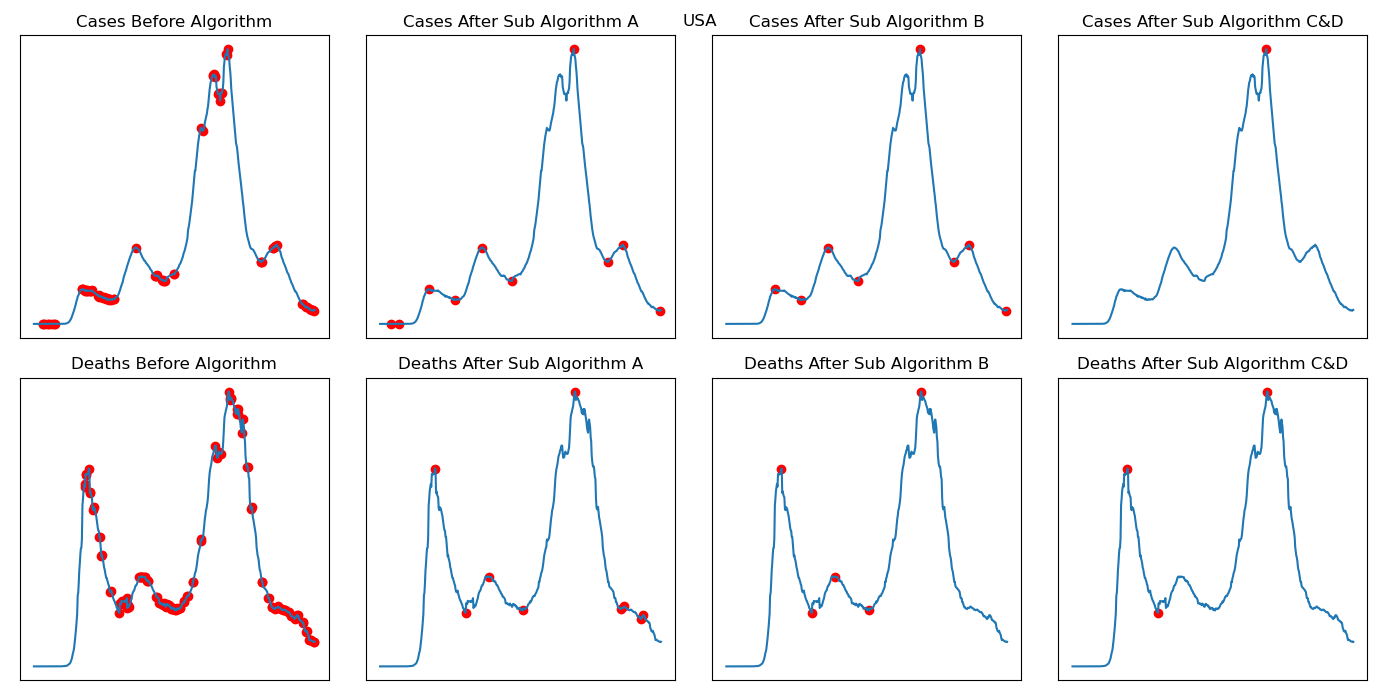 USA
Cases Before Algorithm
Cases After Sub Algorithm A
Cases After Sub Algorithm B
Cases After Sub Algorithm C&D
Deaths Before Algorithm
Deaths After Sub Algorithm A
Deaths After Sub Algorithm B
Deaths After Sub Algorithm C&D